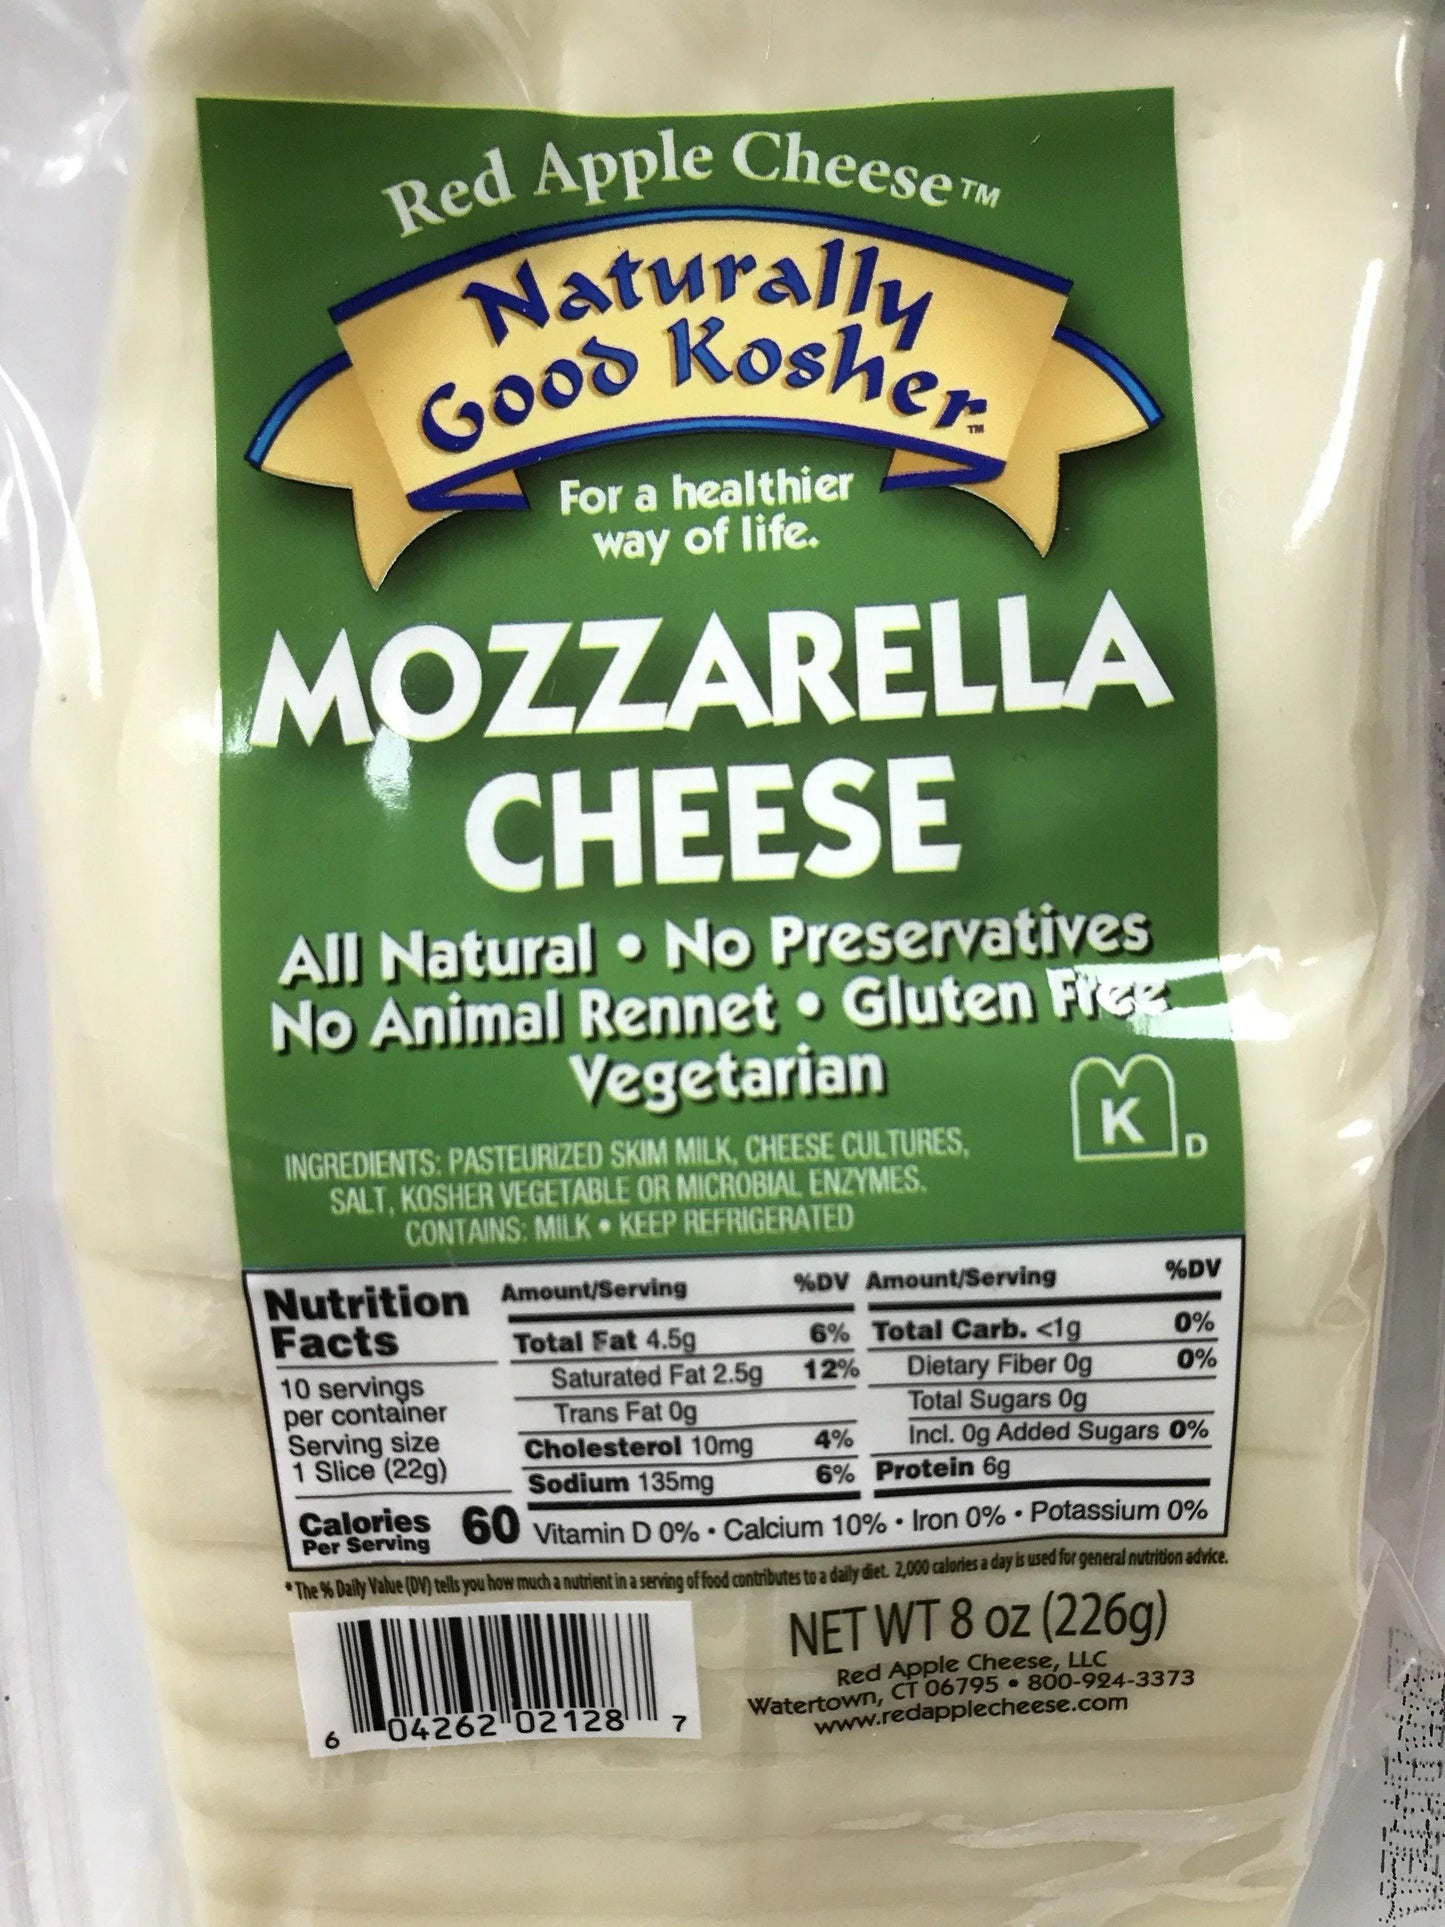 Red Apple Cheese™
Naturally
Good Kosher™
For a healthier
way of life.
MOZZARELLA
CHEESE
All Natural • No Preservatives
No Animal Rennet • Gluten Free
Vegetarian
K D
INGREDIENTS: PASTEURIZED SKIM MILK, CHEESE CULTURES,
SALT, KOSHER VEGETABLE OR MICROBIAL ENZYMES.
CONTAINS: MILK • KEEP REFRIGERATED
Nutrition
Facts
10 servings
per container
Serving size
1 Slice (22g)
Calories 60
Per Serving
Amount/Serving %DV
Total Fat 4.5g 6%
Saturated Fat 2.5g 12%
Trans Fat 0g
Cholesterol 10mg 4%
Sodium 135mg 6%
Amount/Serving %DV
Total Carb. <1g 0%
Dietary Fiber 0g 0%
Total Sugars 0g
Incl. 0g Added Sugars 0%
Protein 6g
Vitamin D 0% • Calcium 10% • Iron 0% • Potassium 0%
* The % Daily Value (DV) tells you how much a nutrient in a serving of food contributes to a daily diet. 2,000 calories a day is used for general nutrition advice.
6 04262 02128 7
NET WT 8 oz (226g)
Red Apple Cheese, LLC
Watertown, CT 06795 • 800-924-3373
www.redapplecheese.com